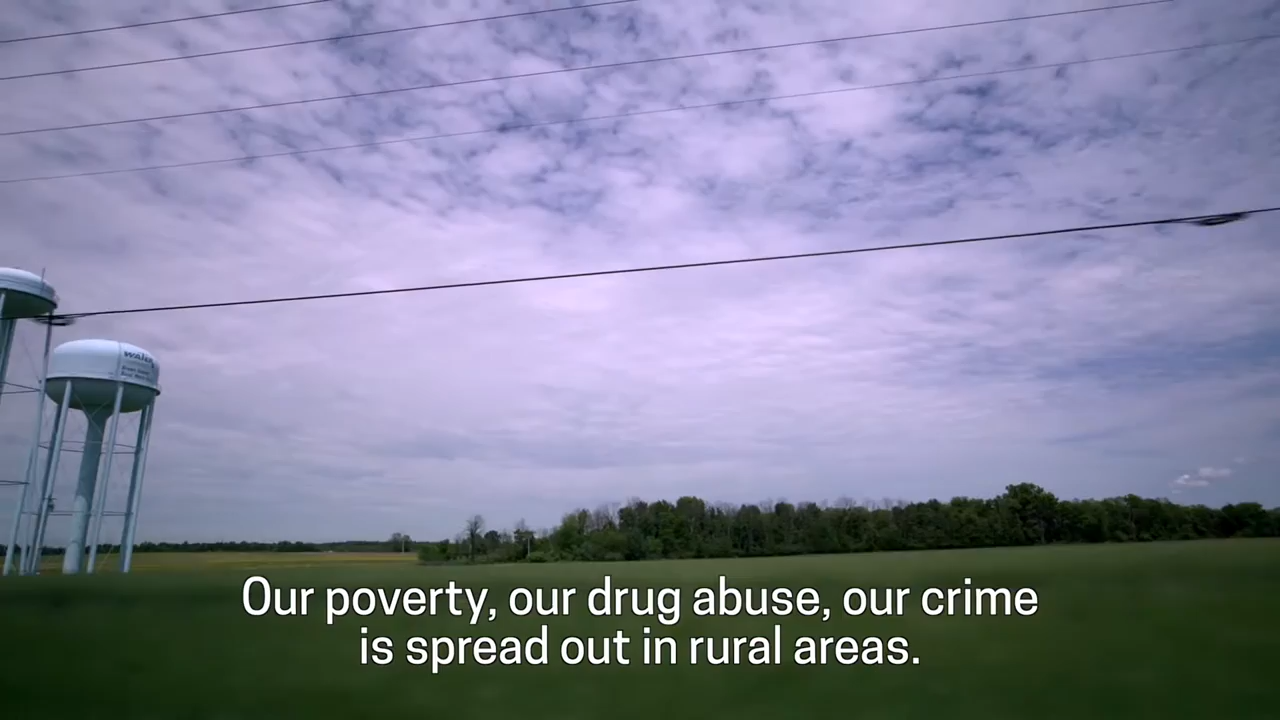 Our poverty, our drug abuse, our crime
is spread out in rural areas.